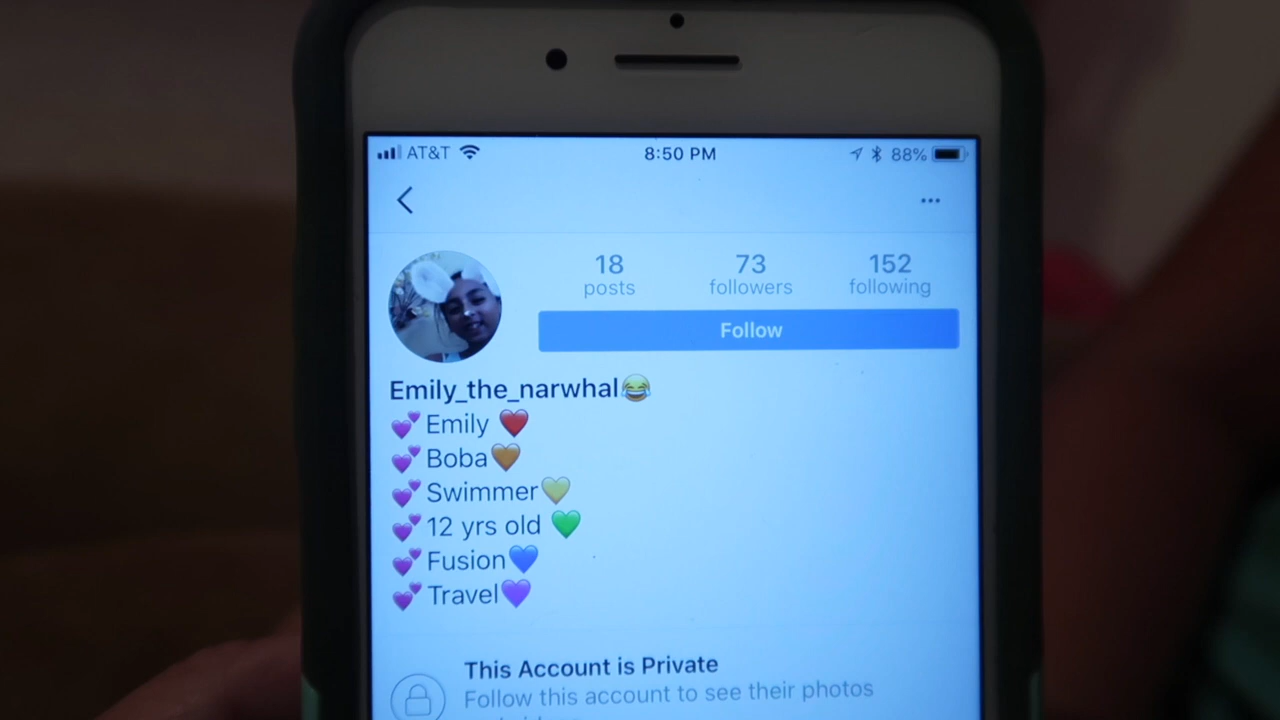 AT&T 8:50 PM 88%
18 73 152
posts followers following
Follow
Emily_the_narwhal😂
💕 Emily ❤️
💕 Boba🧡
💕 Swimmer💛
💕 12 yrs old 💚
💕 Fusion💙
💕 Travel💜
This Account is Private
Follow this account to see their photos